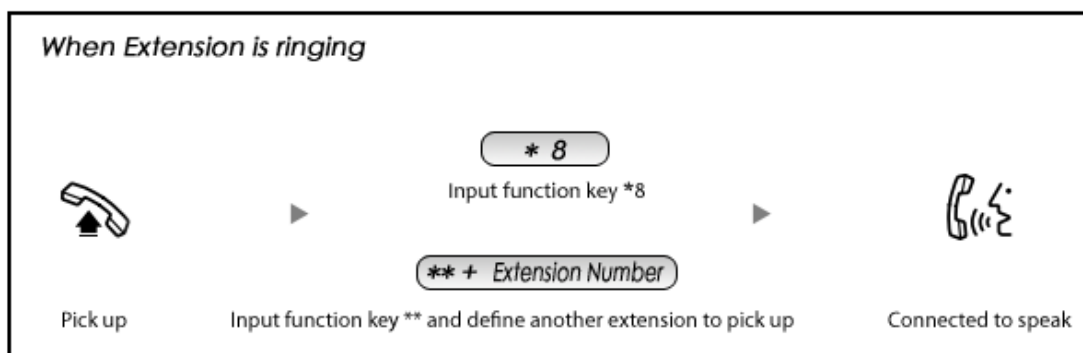 When Extension is ringing
* 8
Input function key *8
** + Extension Number
Pick up
Input function key ** and define another extension to pick up
Connected to speak